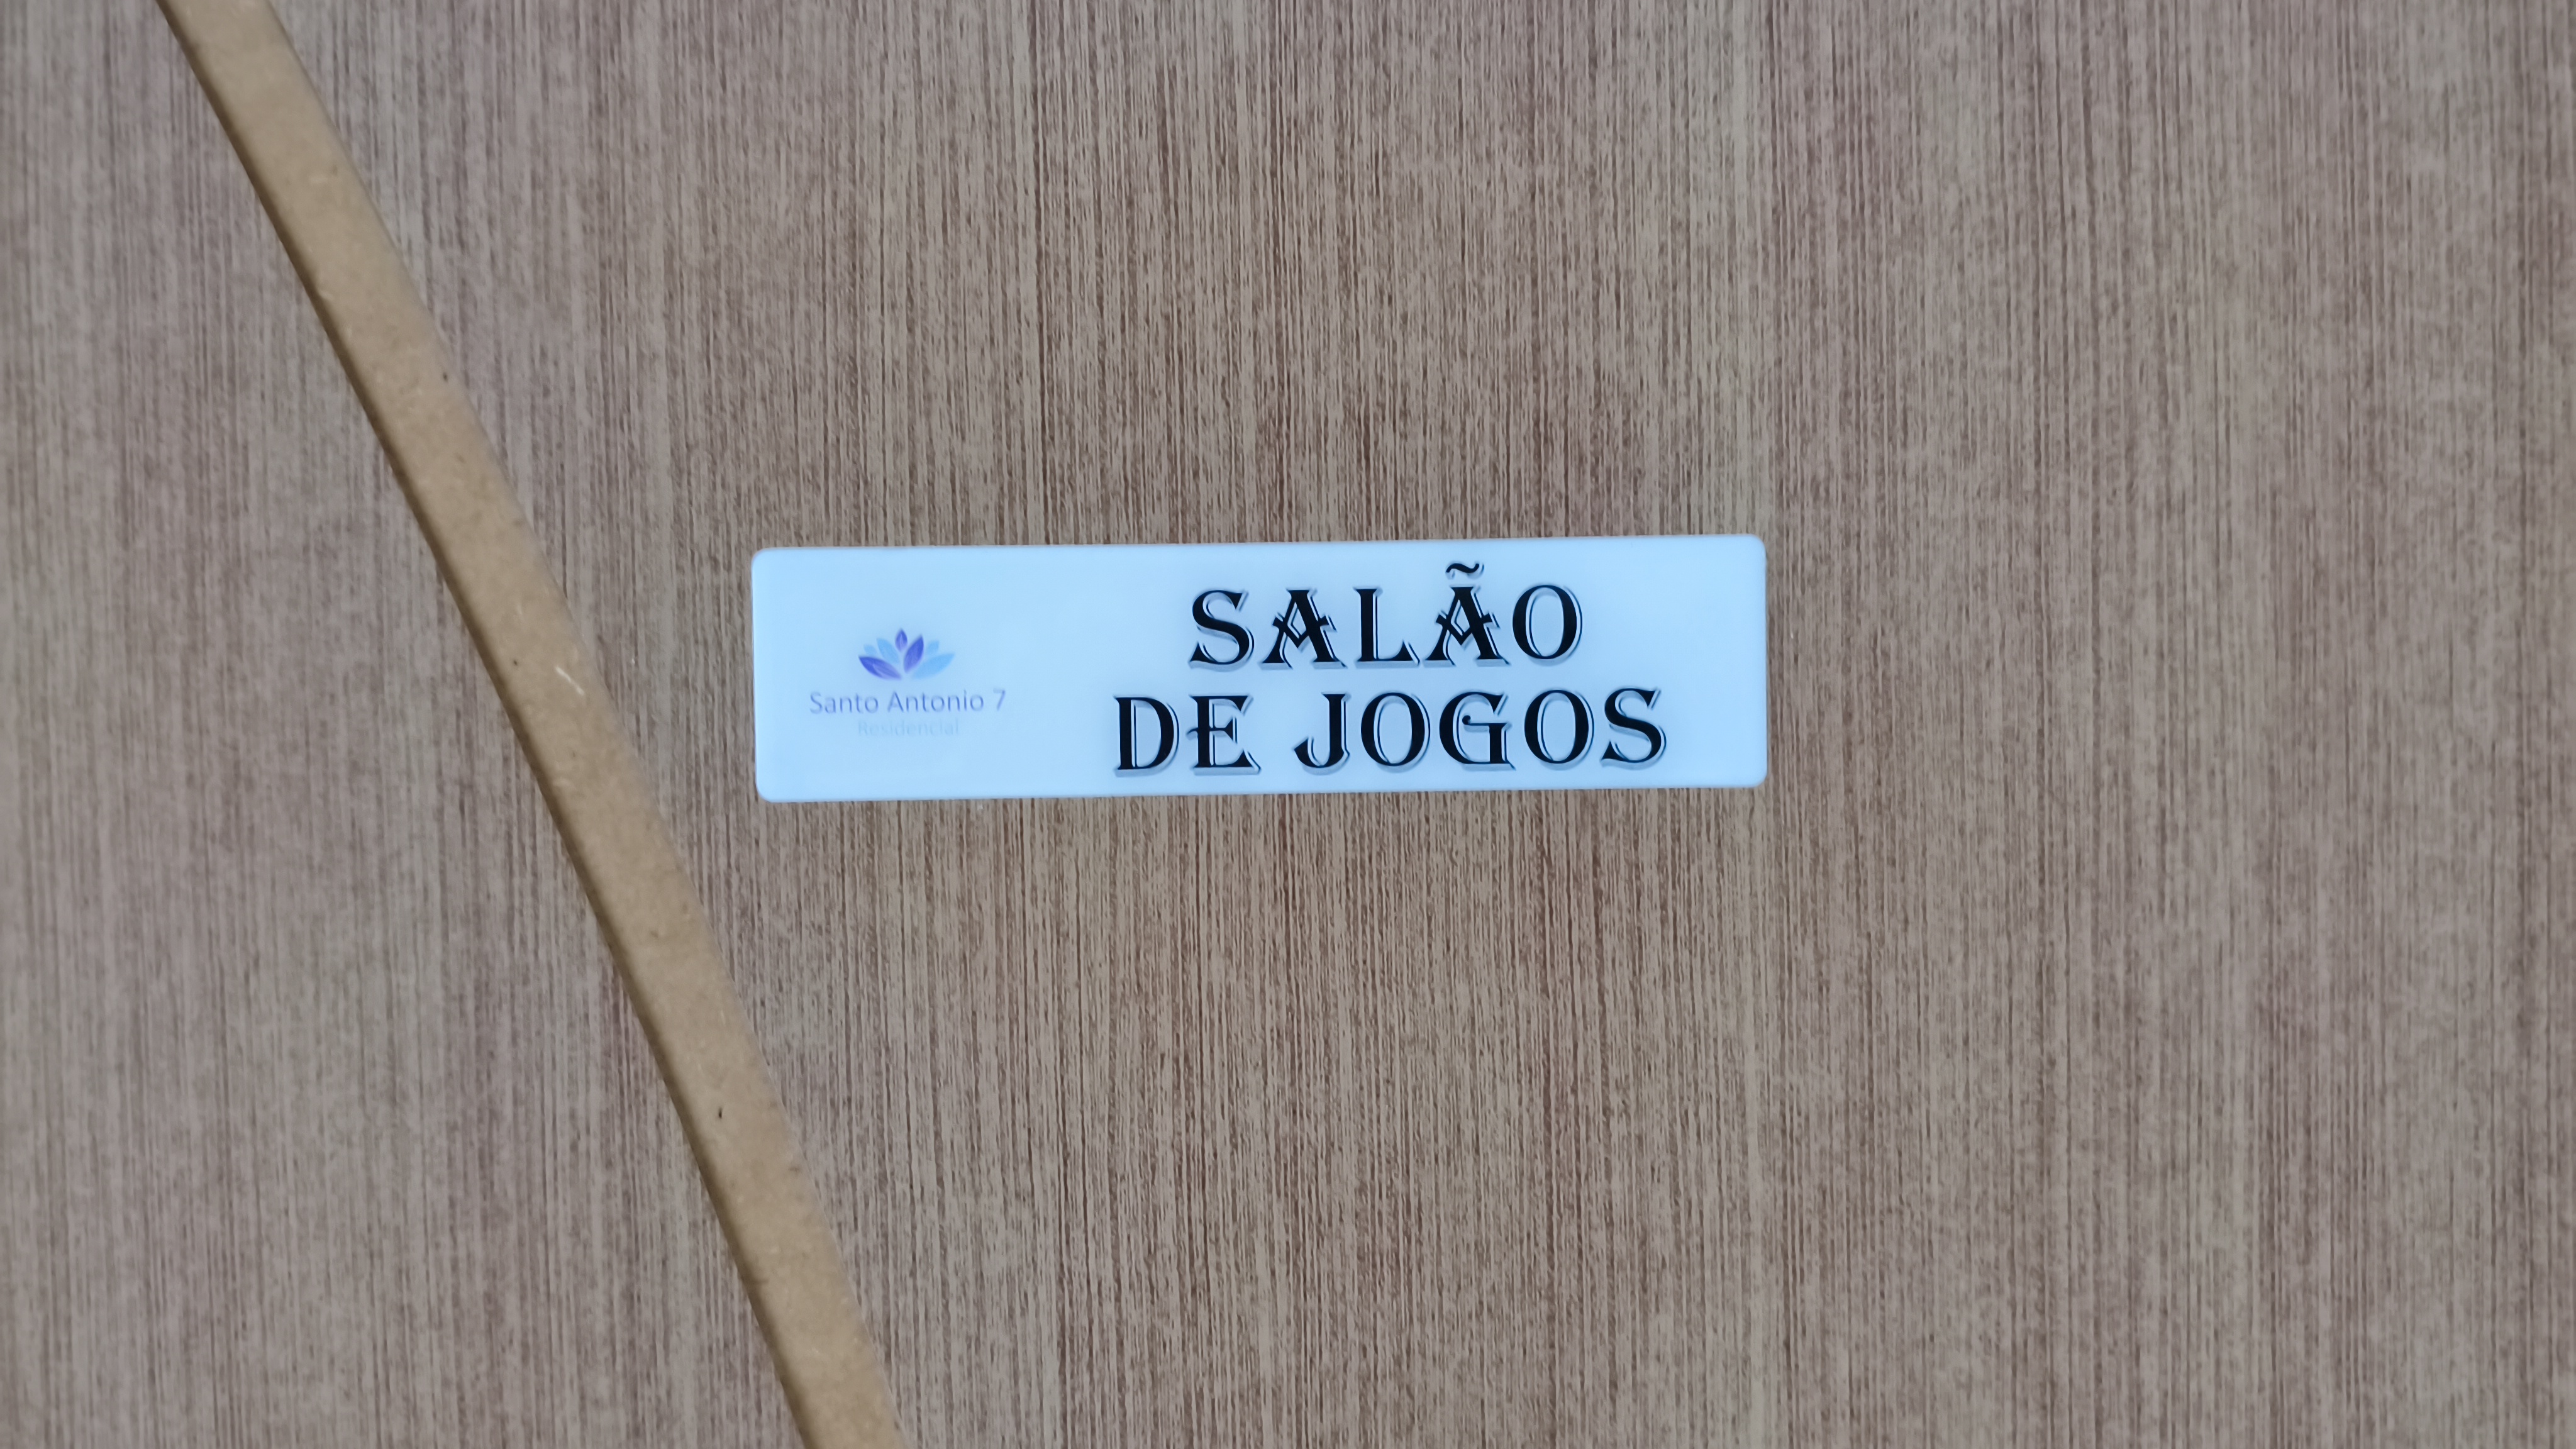 Santo Antonio 7
Residencial
SALÃO
DE JOGOS